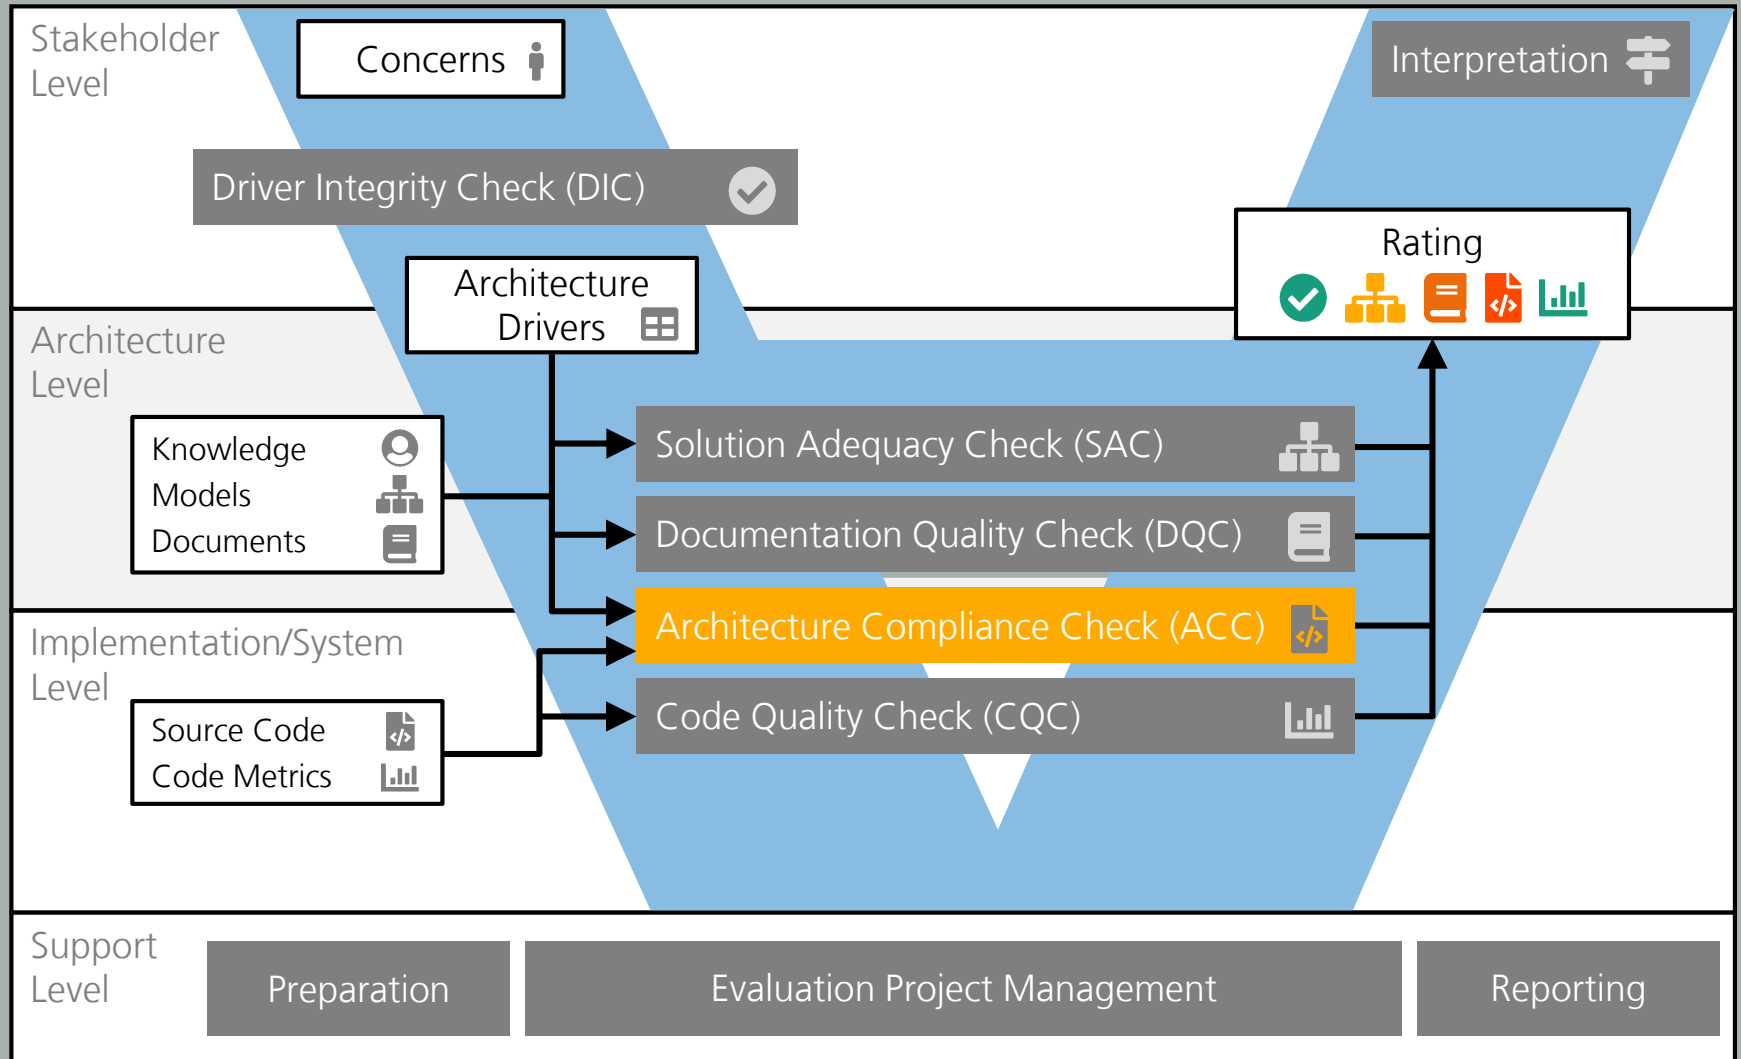 Stakeholder
Level
Concerns
Interpretation
Driver Integrity Check (DIC)
Rating
Architecture
Drivers
Architecture
Level
Knowledge
Models
Documents
Solution Adequacy Check (SAC)
Documentation Quality Check (DQC)
Architecture Compliance Check (ACC)
Implementation/System
Level
Source Code
Code Metrics
Code Quality Check (CQC)
Support
Level
Preparation
Evaluation Project Management
Reporting